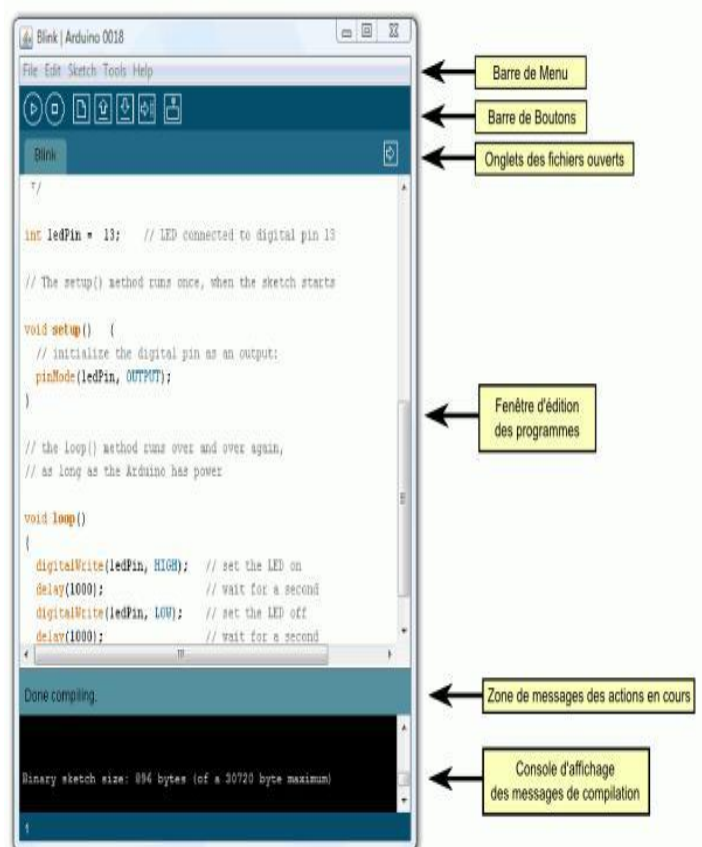 Blink | Arduino 0018
File Edit Sketch Tools Help
Barre de Menu
Barre de Boutons
Blink
Onglets des fichiers ouverts
*/
int ledPin = 13; // LED connected to digital pin 13
// The setup() method runs once, when the sketch starts
void setup() {
// initialize the digital pin as an output:
pinMode(ledPin, OUTPUT);
}
// the loop() method runs over and over again,
// as long as the Arduino has power
void loop()
{
digitalWrite(ledPin, HIGH); // set the LED on
delay(1000); // wait for a second
digitalWrite(ledPin, LOW); // set the LED off
delay(1000); // wait for a second
Fenêtre d'édition
des programmes
Done compiling.
Zone de messages des actions en cours
Binary sketch size: 896 bytes (of a 30720 byte maximum)
Console d'affichage
des messages de compilation
1